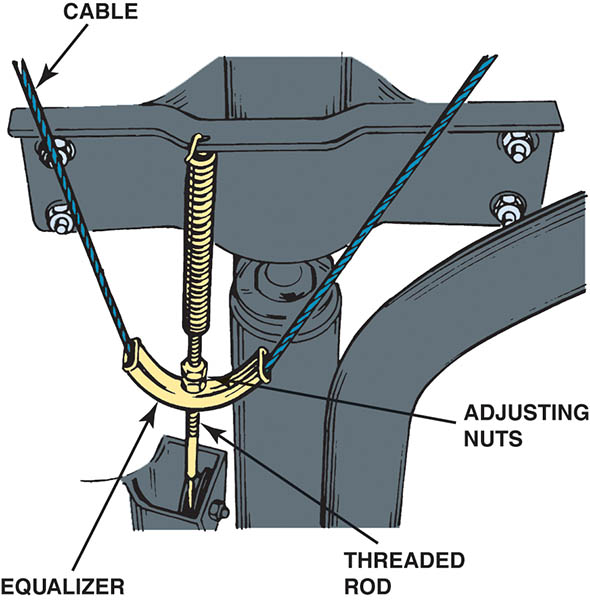 CABLE
ADJUSTING
NUTS
THREADED
ROD
EQUALIZER